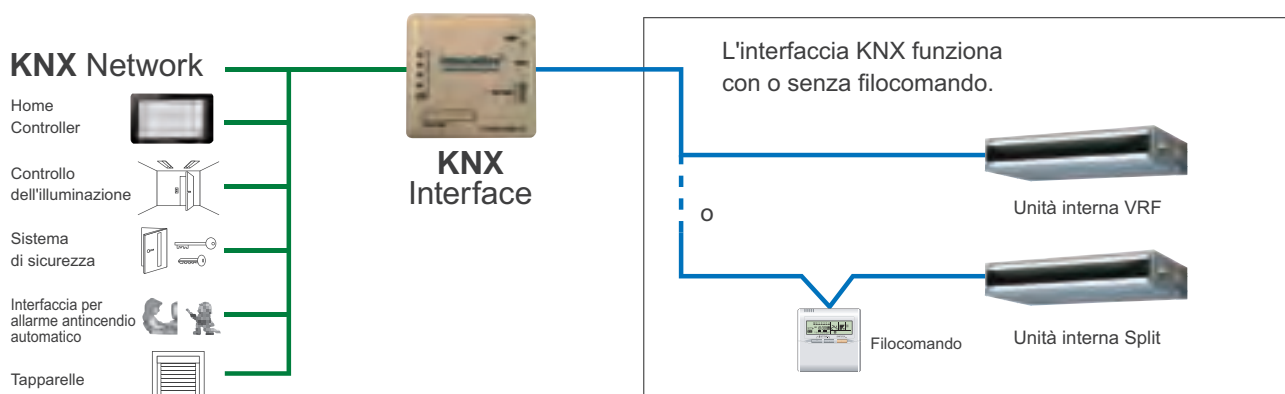 KNX Network
Home
Controller
Controllo
dell'illuminazione
Sistema
di sicurezza
Interfaccia per
allarme antincendio
automatico
Tapparelle
KNX
Interface
L'interfaccia KNX funziona
con o senza filocomando.
o
Unità interna VRF
Filocomando
Unità interna Split